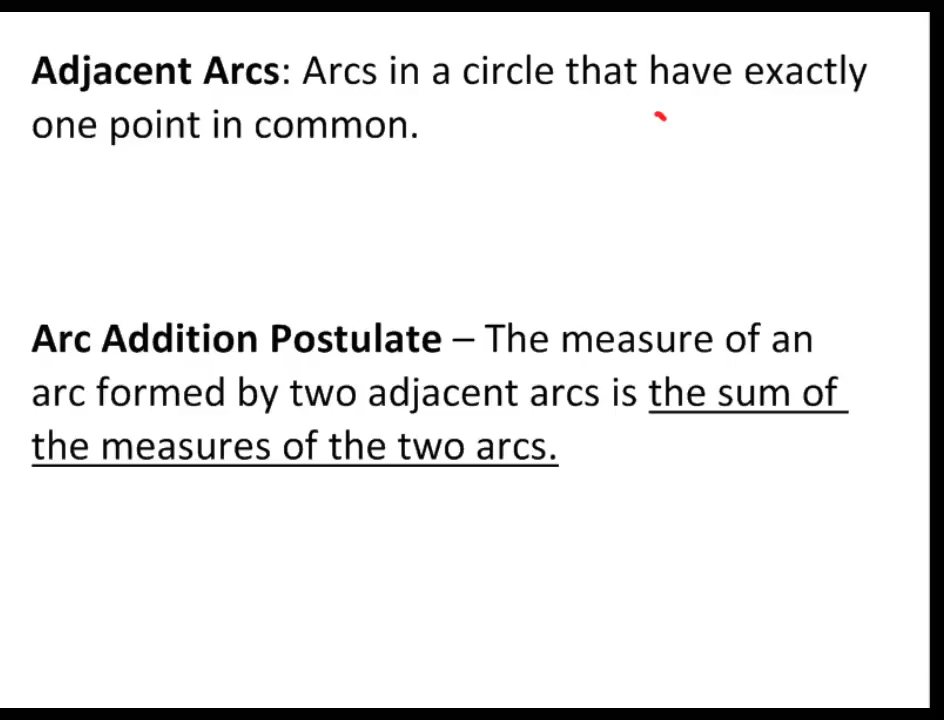 Adjacent Arcs: Arcs in a circle that have exactly
one point in common.
Arc Addition Postulate – The measure of an
arc formed by two adjacent arcs is the sum of
the measures of the two arcs.